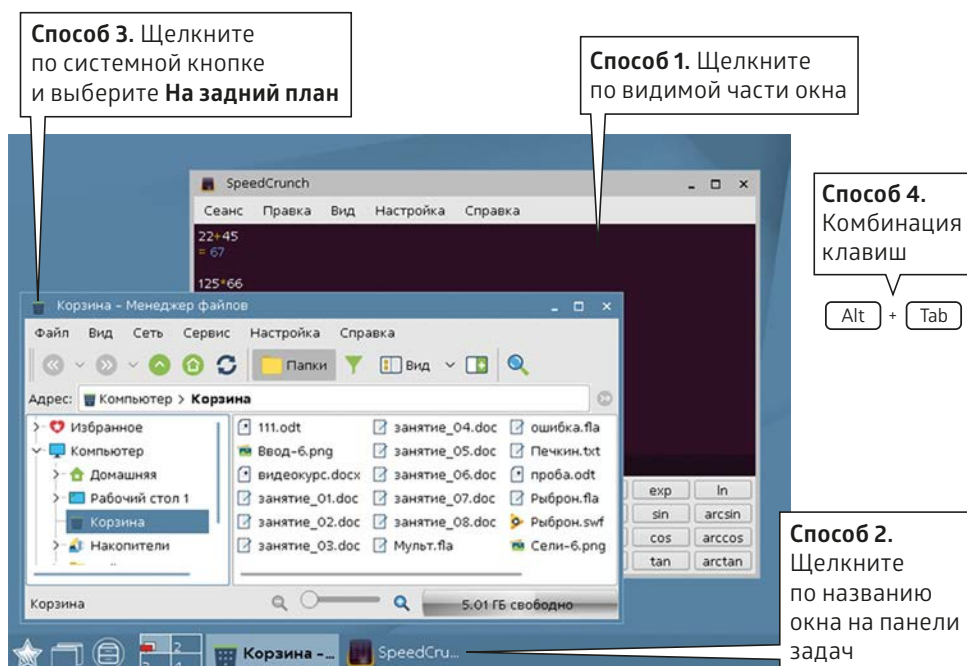 Способ 3. Щелкните
по системной кнопке
и выберите На задний план
Способ 1. Щелкните
по видимой части окна
SpeedCrunch
Сеанс Правка Вид Настройка Справка
22+45
= 67
125*66
Способ 4.
Комбинация
клавиш
Alt + Tab
Корзина – Менеджер файлов
Файл Вид Сеть Сервис Настройка Справка
Папки Вид
Адрес: Компьютер > Корзина
Избранное
Компьютер
Домашняя
Рабочий стол 1
Корзина
Накопители
111.odt занятие_04.doc ошибка.fla
Ввод-6.png занятие_05.doc Печкин.txt
видеокурс.docx занятие_06.doc проба.odt
занятие_01.doc занятие_07.doc Рыброн.fla
занятие_02.doc занятие_08.doc Рыброн.swf
занятие_03.doc Мульт.fla Сели-6.png
exp ln
sin arcsin
cos arccos
tan arctan
Корзина 5.01 ГБ свободно
Способ 2.
Щелкните
по названию
окна на панели
задач
2
Корзина –... SpeedCru...